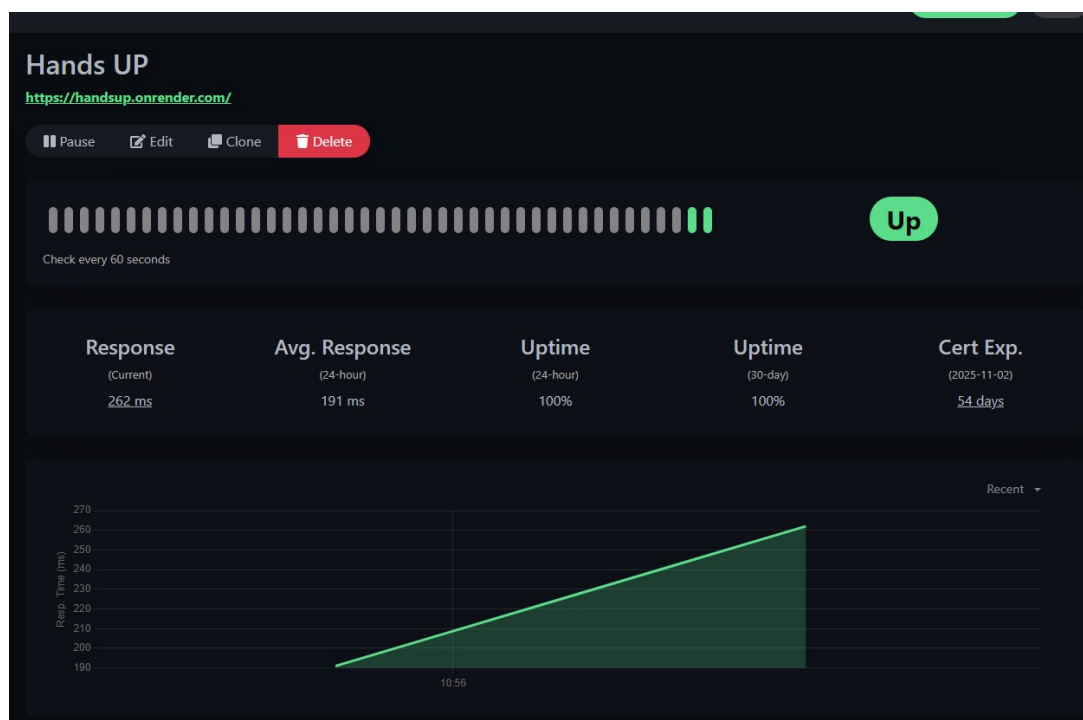 Hands UP
https://handsup.onrender.com/
Pause Edit Clone Delete
Up
Check every 60 seconds
Response Avg. Response Uptime Uptime Cert Exp.
(Current) (24-hour) (24-hour) (30-day) (2025-11-02)
262 ms 191 ms 100% 100% 54 days
Recent
270
260
250
240
230
220
210
200
190
Resp. Time (ms)
10:56